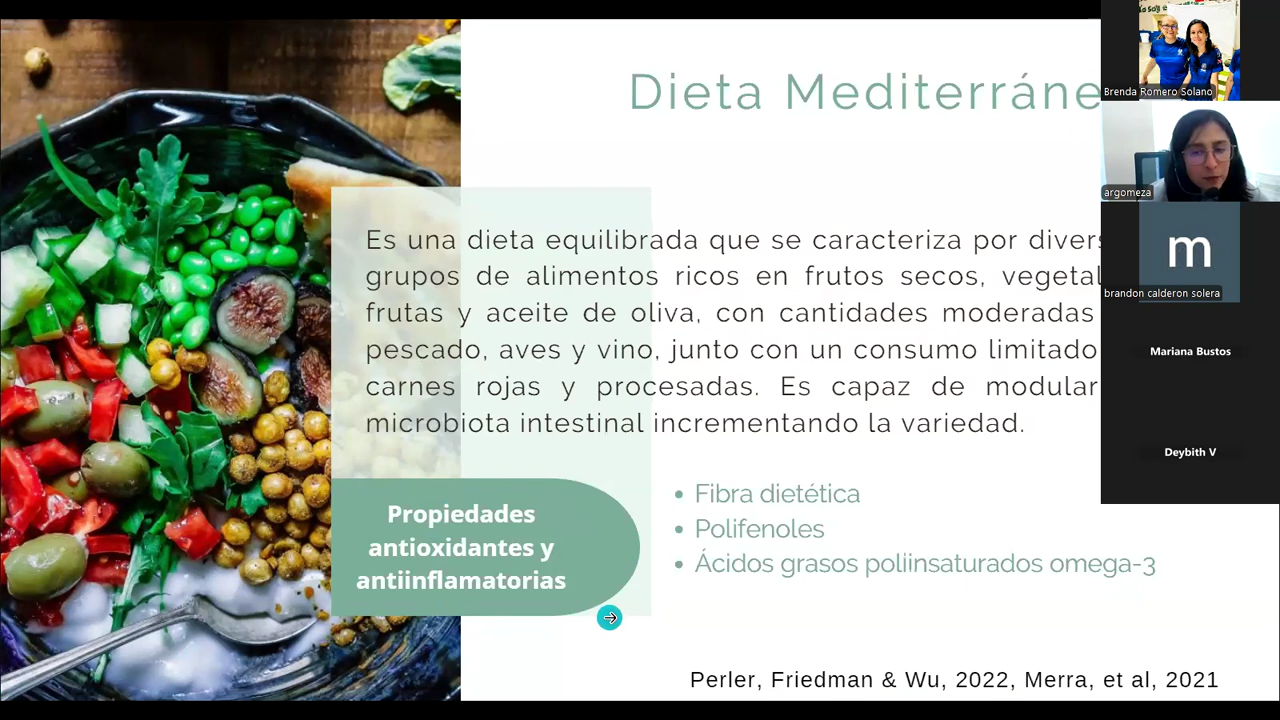 Dieta Mediterráne
Es una dieta equilibrada que se caracteriza por divers
grupos de alimentos ricos en frutos secos, vegetal
frutas y aceite de oliva, con cantidades moderadas
pescado, aves y vino, junto con un consumo limitado
carnes rojas y procesadas. Es capaz de modular
microbiota intestinal incrementando la variedad.
Propiedades
antioxidantes y
antiinflamatorias
Fibra dietética
Polifenoles
Ácidos grasos poliinsaturados omega-3
Perler, Friedman & Wu, 2022, Merra, et al, 2021
Brenda Romero Solano
argomeza
m
brandon calderon solera
Mariana Bustos
Deybith V